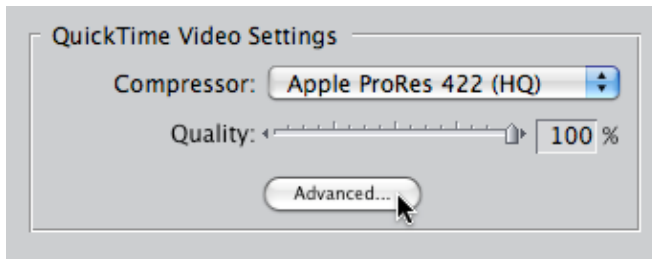 QuickTime Video Settings
Compressor: Apple ProRes 422 (HQ)
Quality: 100 %
Advanced...